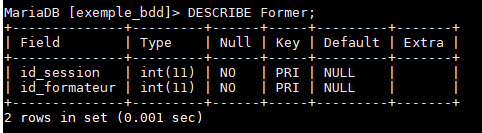 MariaDB [exemple_bdd]> DESCRIBE Former;
+--------------+---------+------+-----+---------+-------+
| Field        | Type    | Null | Key | Default | Extra |
+--------------+---------+------+-----+---------+-------+
| id_session   | int(11) | NO   | PRI | NULL    |       |
| id_formateur | int(11) | NO   | PRI | NULL    |       |
+--------------+---------+------+-----+---------+-------+
2 rows in set (0.001 sec)